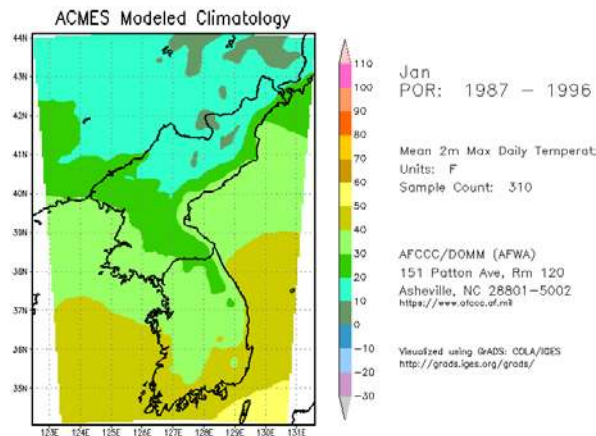 ACMES Modeled Climatology
44N
43N
42N
41N
40N
39N
38N
37N
36N
35N
123E 124E 125E 126E 127E 128E 129E 130E 131E
110
100
90
80
70
60
50
40
30
20
10
0
-10
-20
-30
Jan
POR: 1987 - 1996
Mean 2m Max Daily Temperat
Units: F
Sample Count: 310
AFCCC/DOMM (AFWA)
151 Patton Ave, Rm 120
Asheville, NC 28801-5002
https://www.afccc.af.mil
Visualized using GrADS: COLA/IGES
http://grads.iges.org/grads/